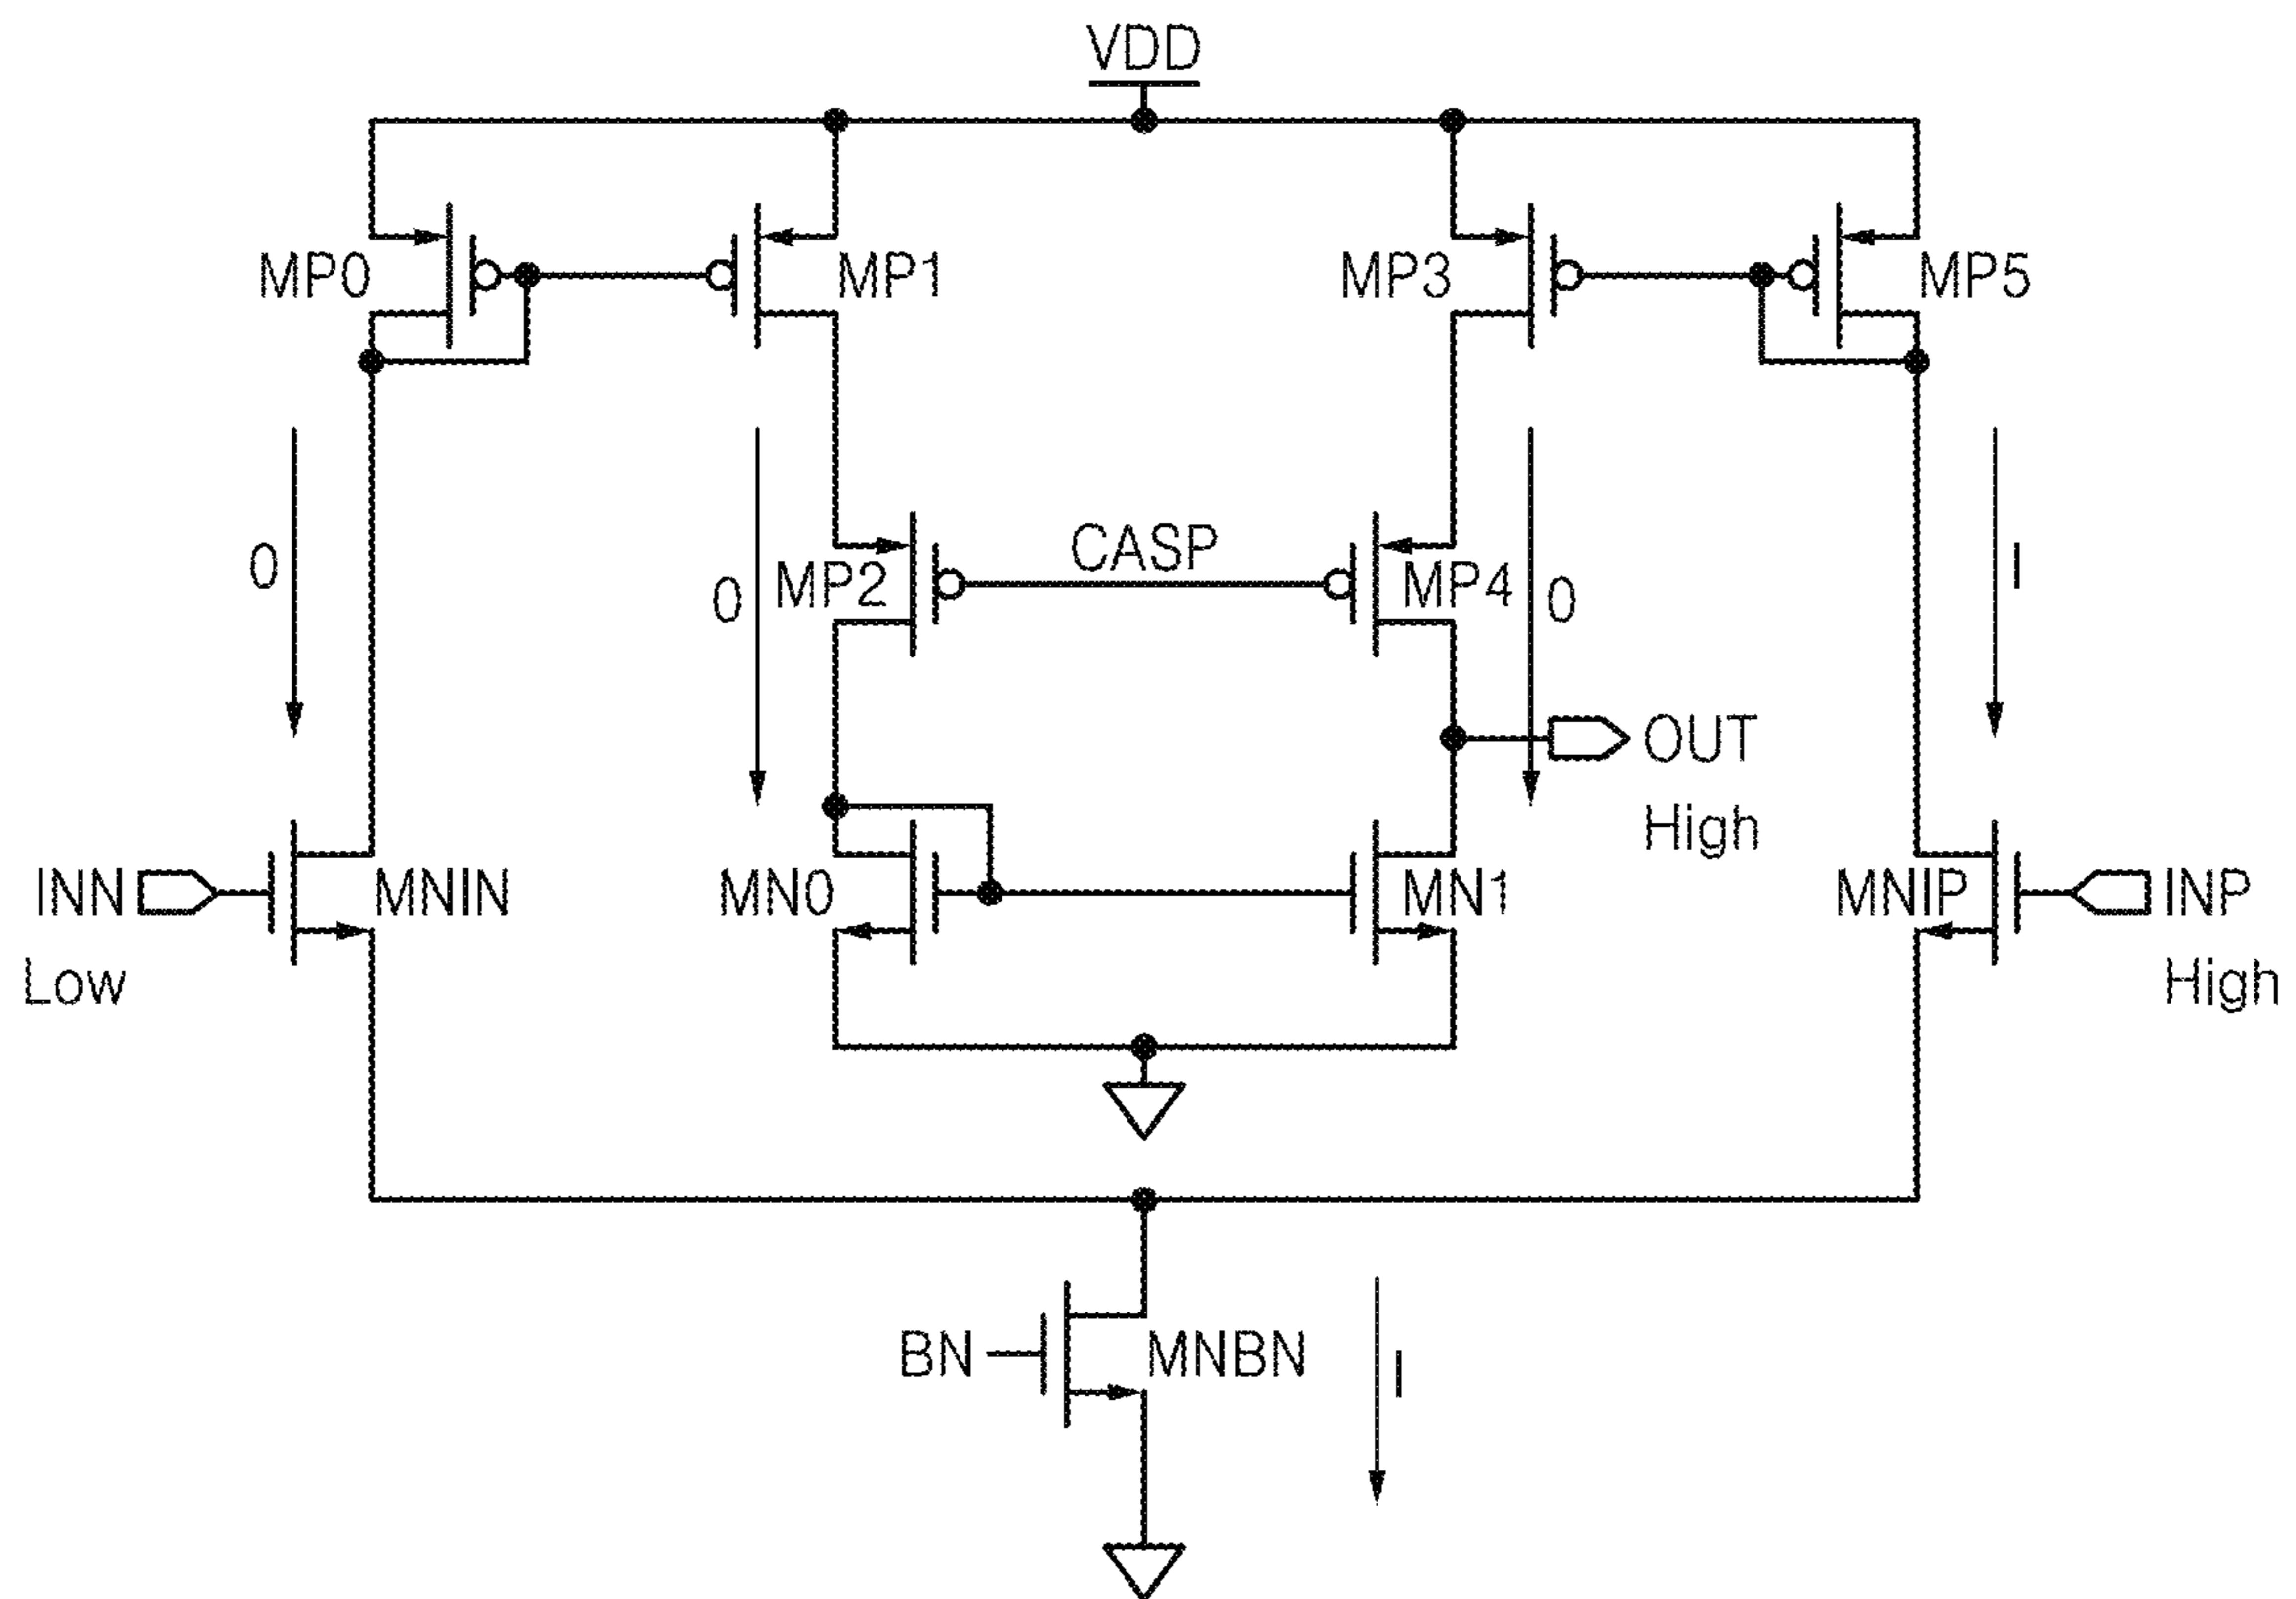 VDD
MP0
MP1
MP3
MP5
0
0
MP2
CASP
MP4
0
I
OUT
High
INN
Low
MNIN
MN0
MN1
MNIP
INP
High
BN
MNBN
I